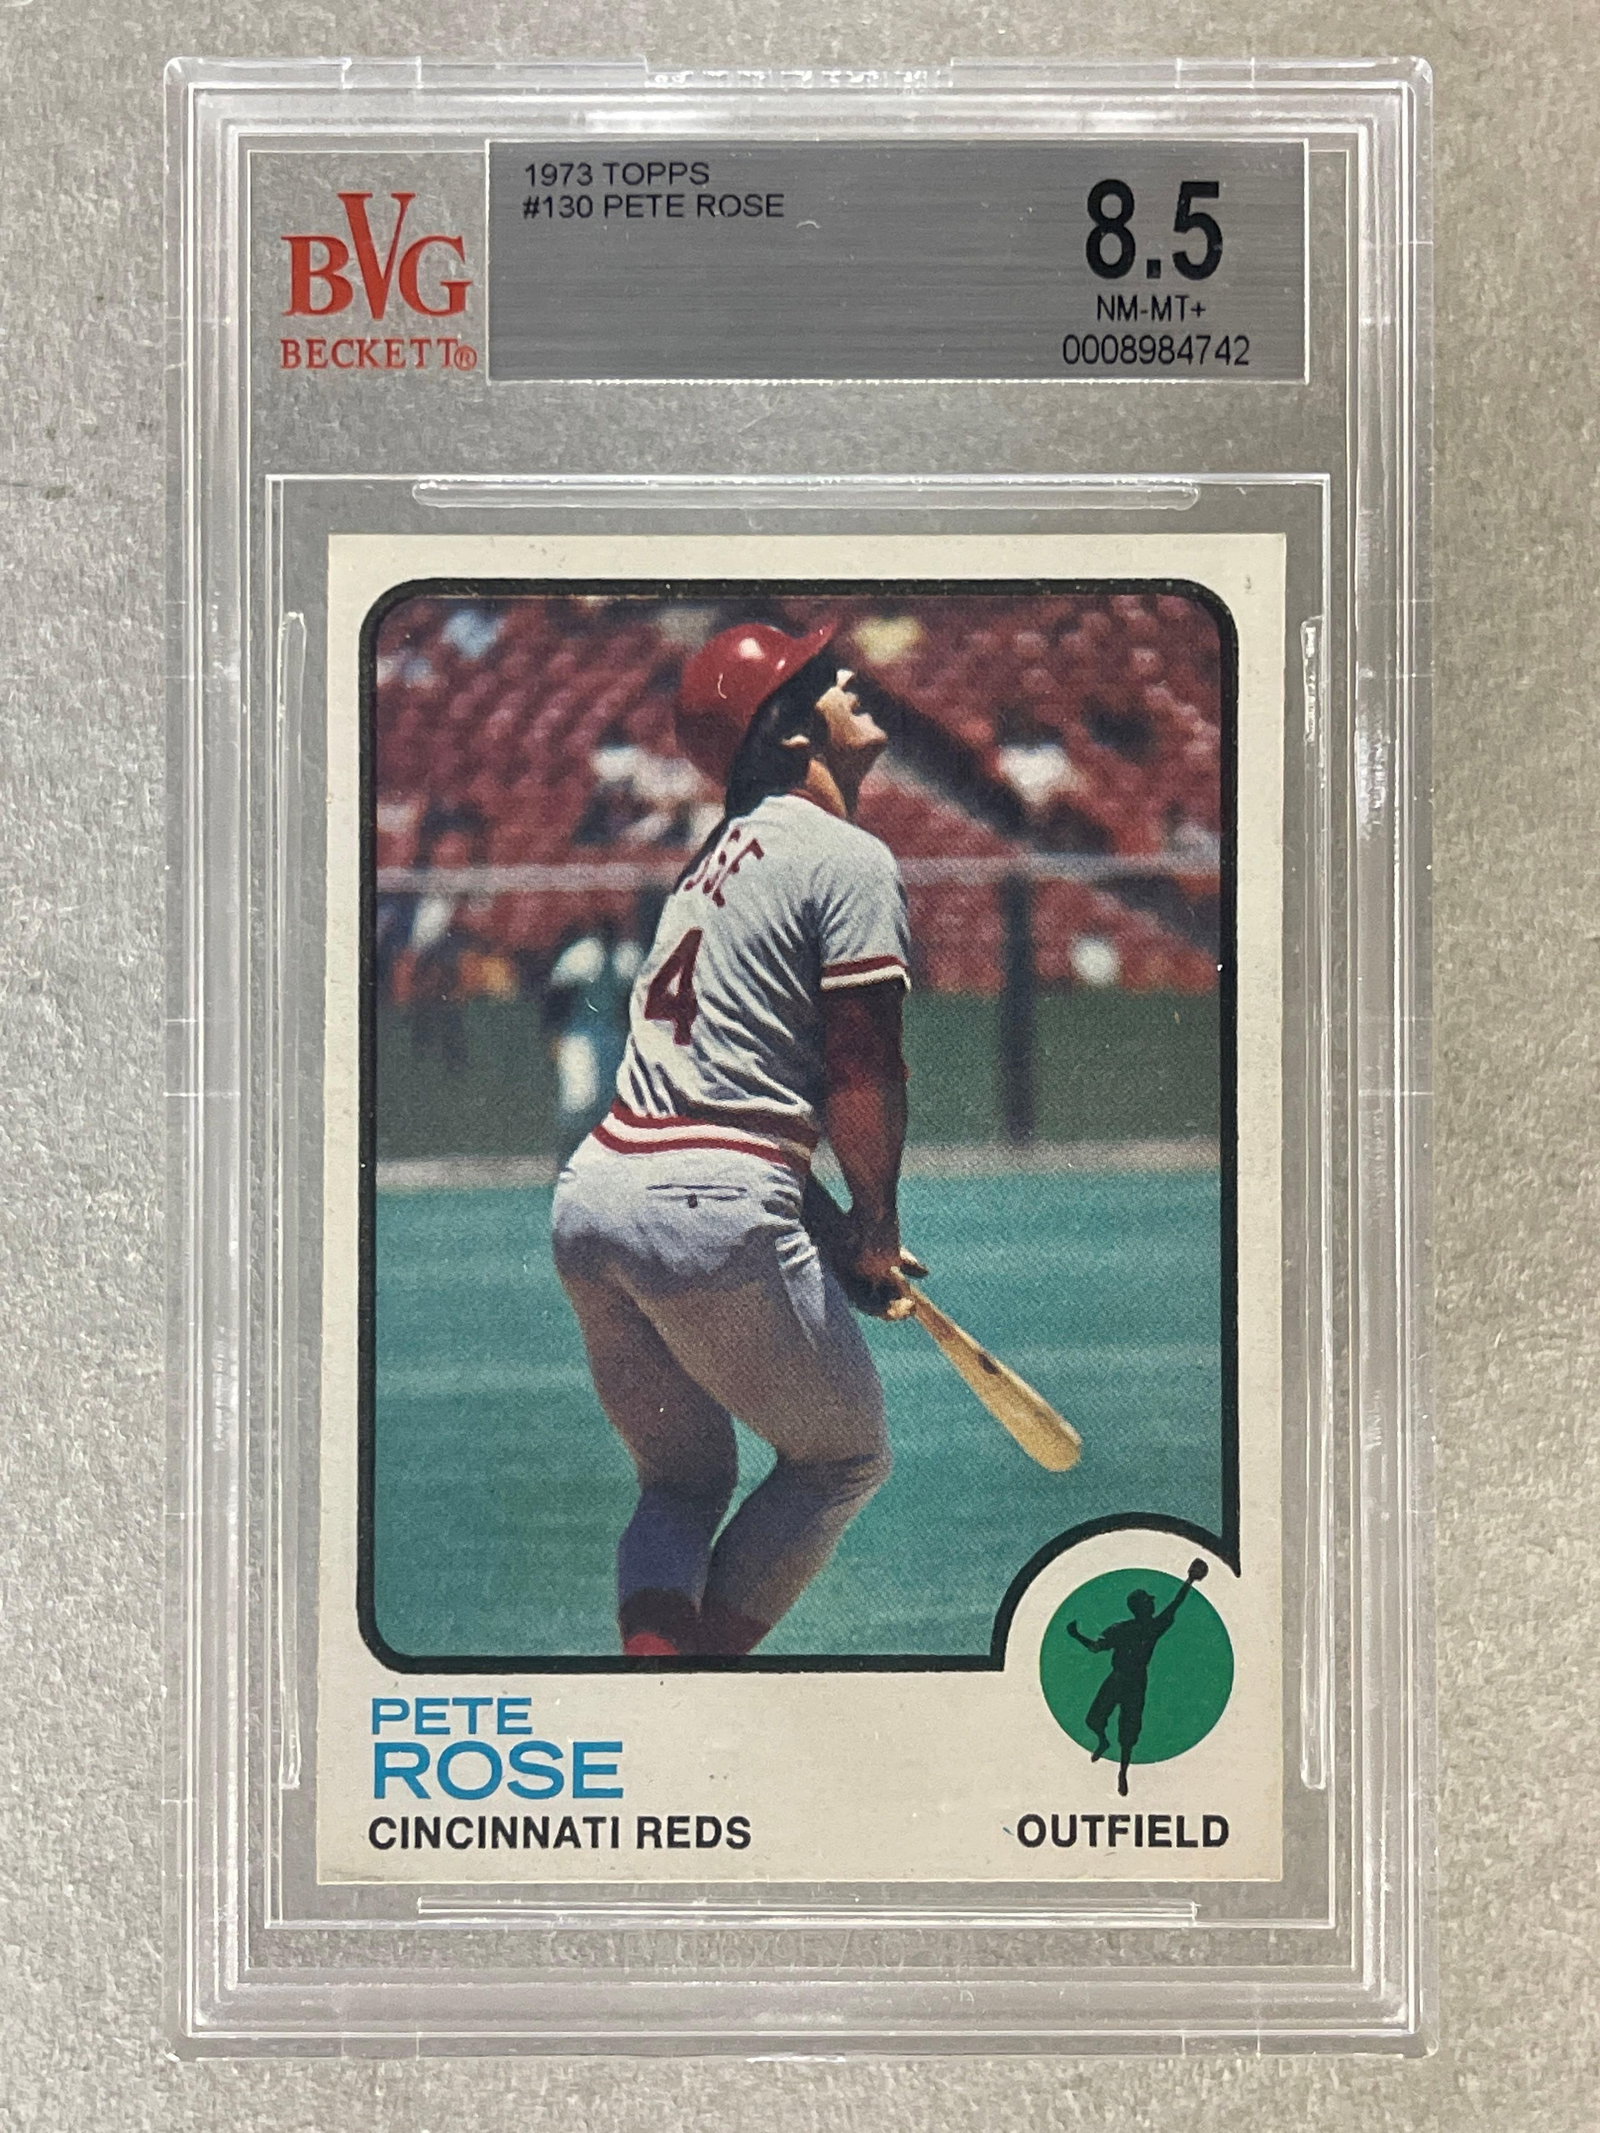 BVG
BECKETT®
1973 TOPPS
#130 PETE ROSE
8.5
NM-MT+
0008984742
4
PETE
ROSE
CINCINNATI REDS
OUTFIELD